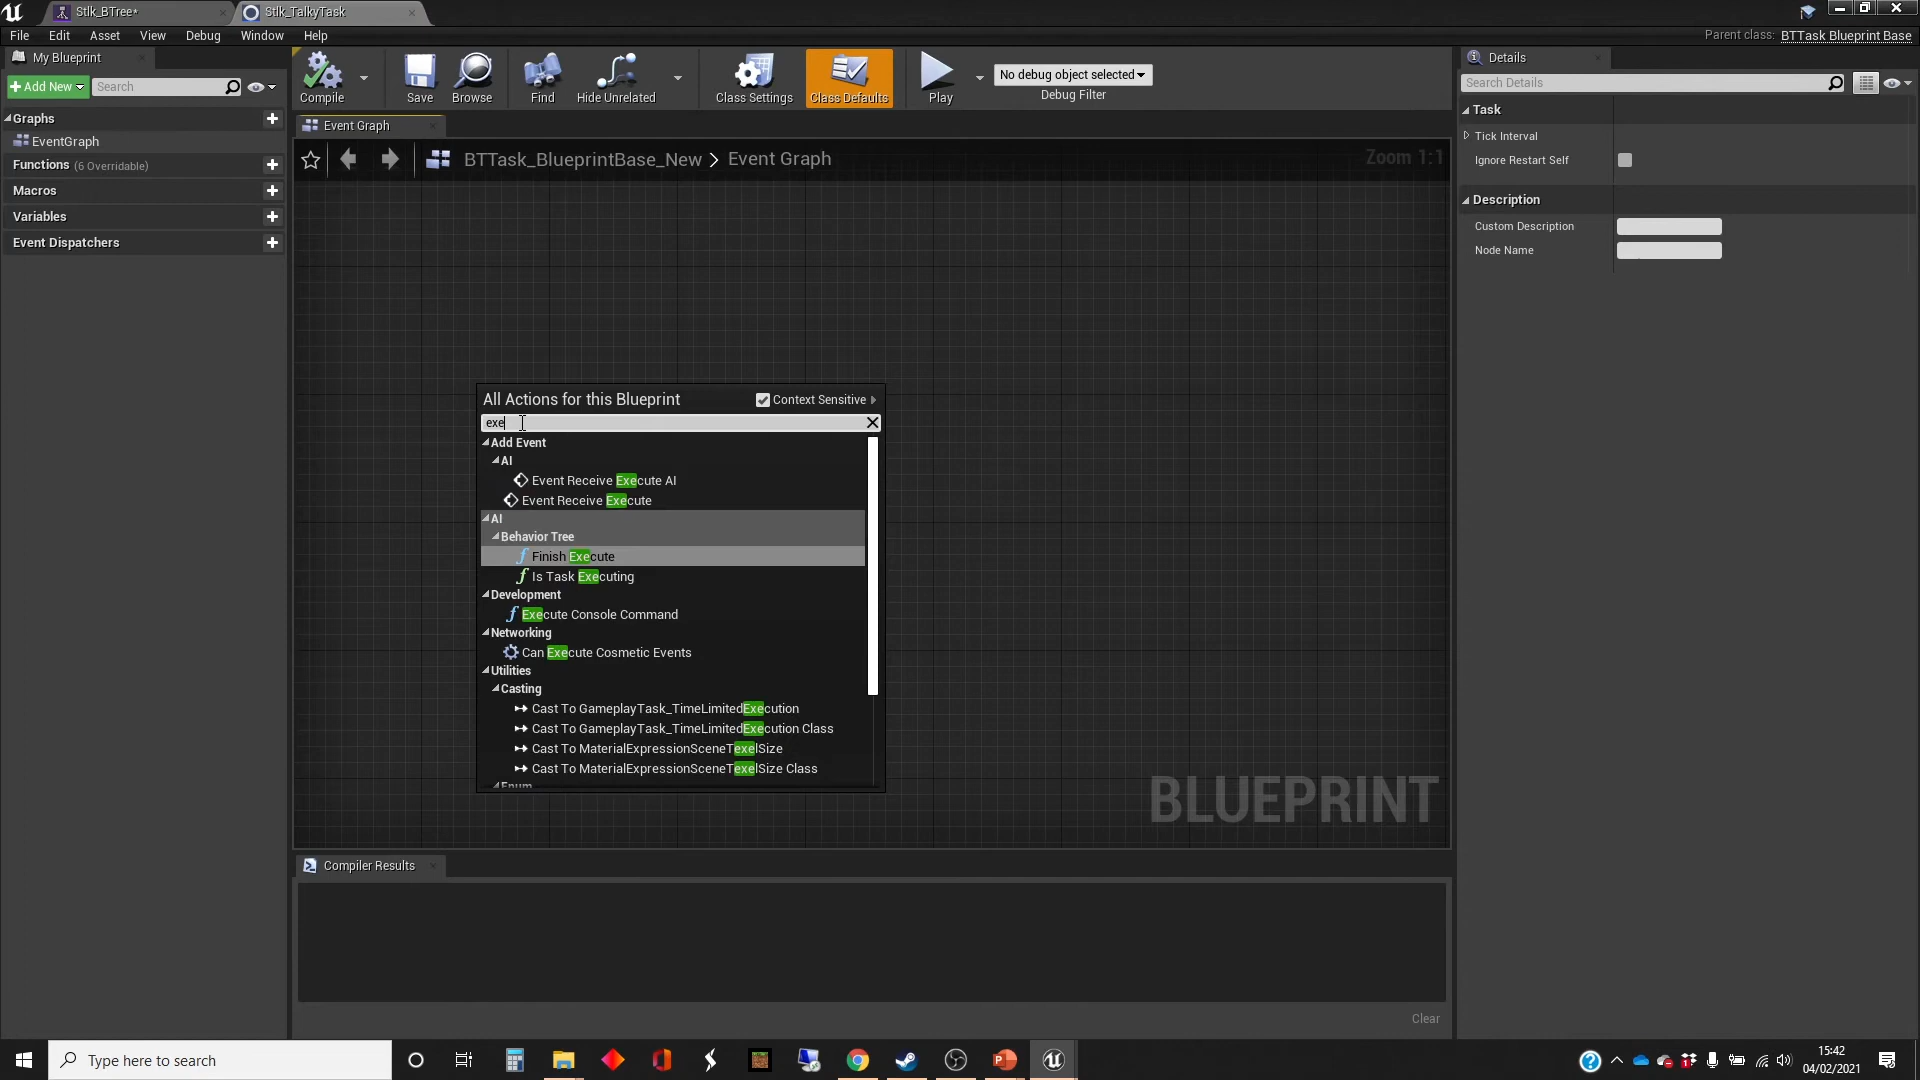 Stlk_BTree*
Stlk_TalkyTask
File Edit Asset View Debug Window Help
Parent class: BTTask Blueprint Base
My Blueprint
Add New
Search
Graphs
EventGraph
Functions (6 Overridable)
Macros
Variables
Event Dispatchers
Compile
Save
Browse
Find
Hide Unrelated
Class Settings
Class Defaults
Play
No debug object selected
Debug Filter
Event Graph
BTTask_BlueprintBase_New > Event Graph
Zoom 1:1
All Actions for this Blueprint
Context Sensitive
exe
Add Event
AI
Event Receive Execute AI
Event Receive Execute
AI
Behavior Tree
Finish Execute
Is Task Executing
Development
Execute Console Command
Networking
Can Execute Cosmetic Events
Utilities
Casting
Cast To GameplayTask_TimeLimitedExecution
Cast To GameplayTask_TimeLimitedExecution Class
Cast To MaterialExpressionSceneTexelSize
Cast To MaterialExpressionSceneTexelSize Class
Enum
BLUEPRINT
Compiler Results
Clear
Details
Search Details
Task
Tick Interval
Ignore Restart Self
Description
Custom Description
Node Name
Type here to search
15:42
04/02/2021